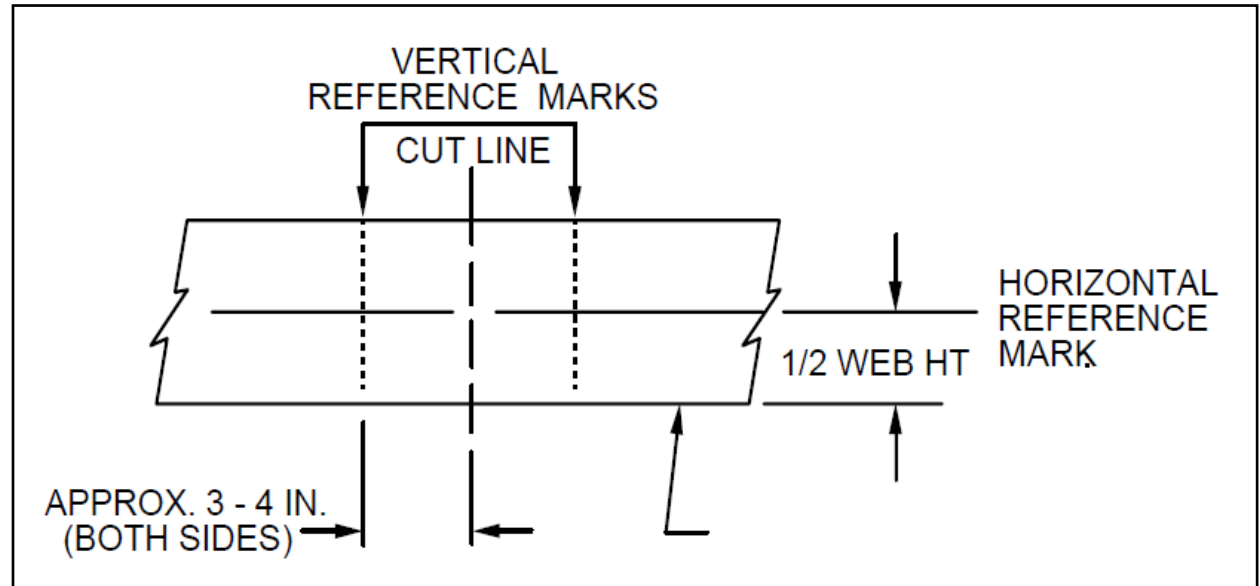 VERTICAL
REFERENCE MARKS
CUT LINE
HORIZONTAL
REFERENCE
MARK.
1/2 WEB HT
APPROX. 3 - 4 IN.
(BOTH SIDES)